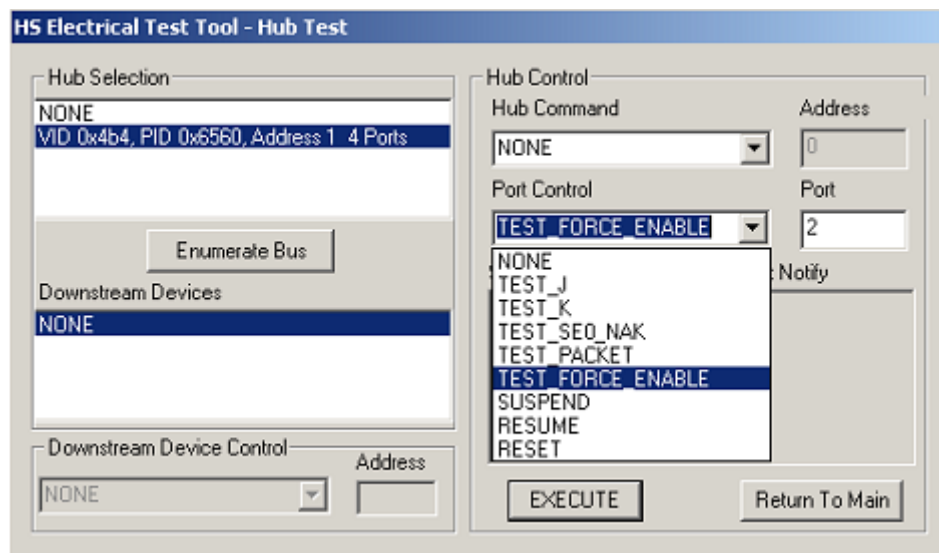 HS Electrical Test Tool - Hub Test
Hub Selection
NONE
VID 0x4b4, PID 0x6560, Address 1 4 Ports
Enumerate Bus
Downstream Devices
NONE
Downstream Device Control
Address
NONE
Hub Control
Hub Command
Address
NONE
0
Port Control
Port
TEST_FORCE_ENABLE
2
Notify
NONE
TEST_J
TEST_K
TEST_SE0_NAK
TEST_PACKET
TEST_FORCE_ENABLE
SUSPEND
RESUME
RESET
EXECUTE
Return To Main